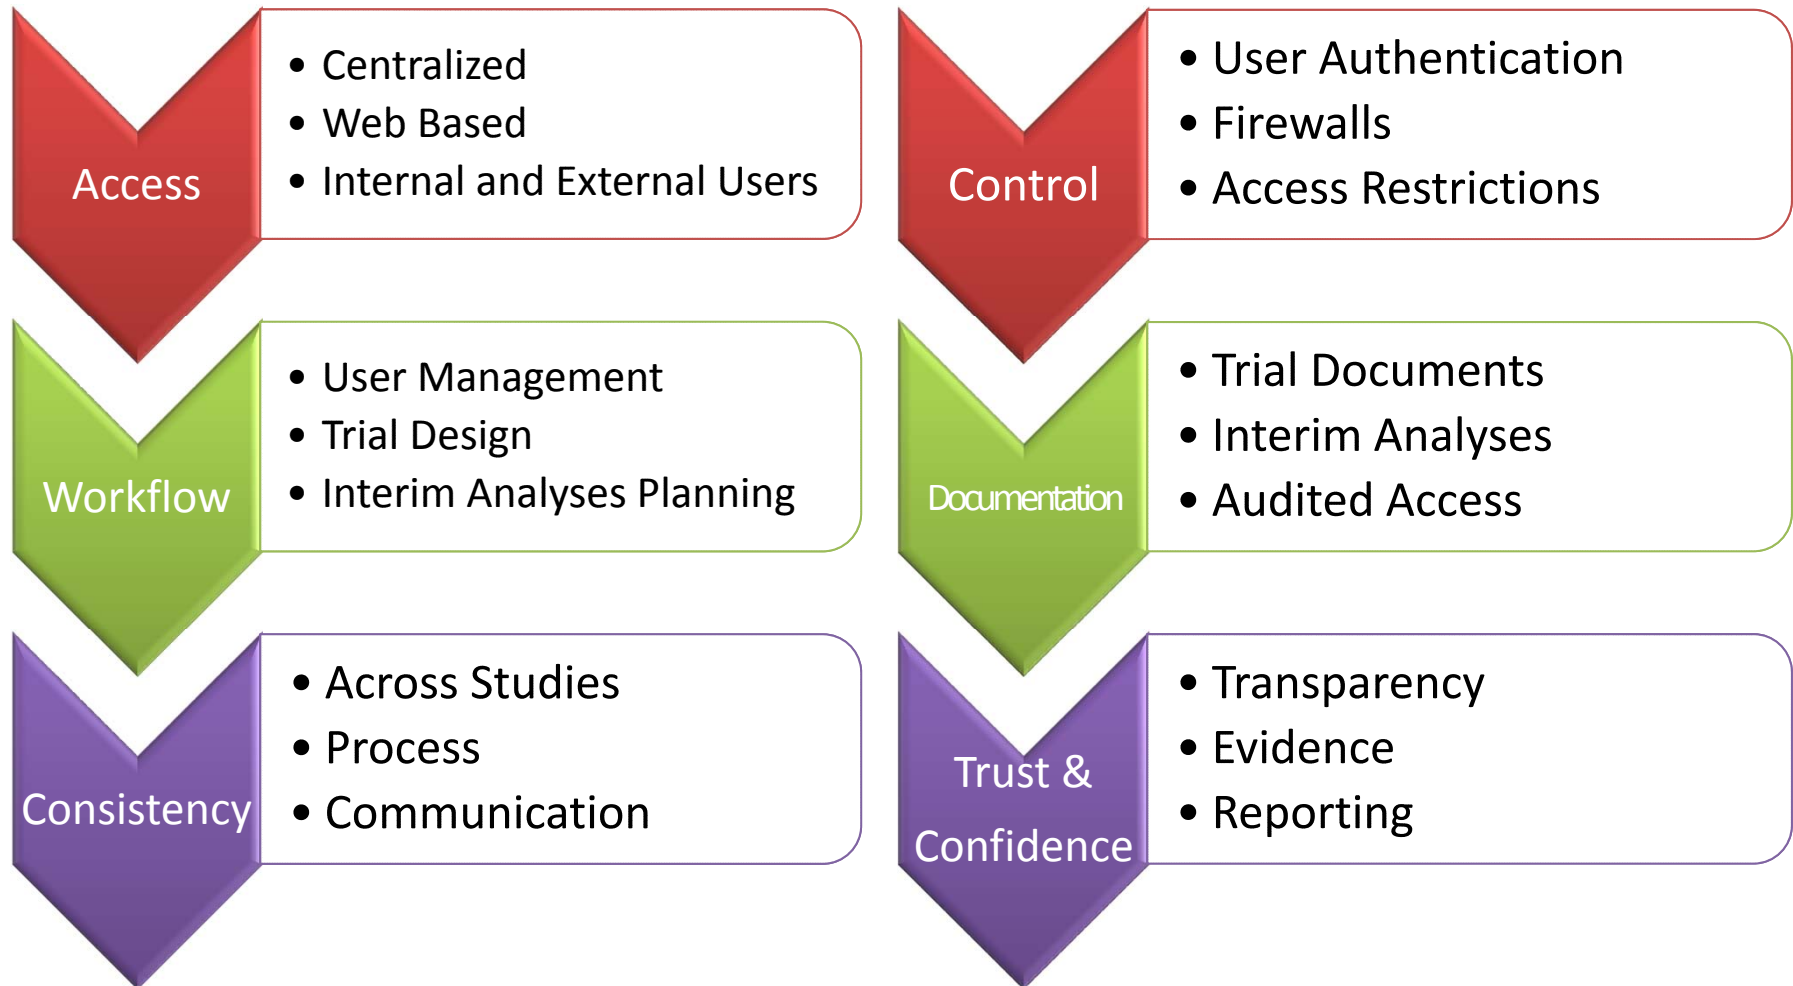 Access
• Centralized
• Web Based
• Internal and External Users
Workflow
• User Management
• Trial Design
• Interim Analyses Planning
Consistency
• Across Studies
• Process
• Communication
Control
• User Authentication
• Firewalls
• Access Restrictions
Documentation
• Trial Documents
• Interim Analyses
• Audited Access
Trust &
Confidence
• Transparency
• Evidence
• Reporting